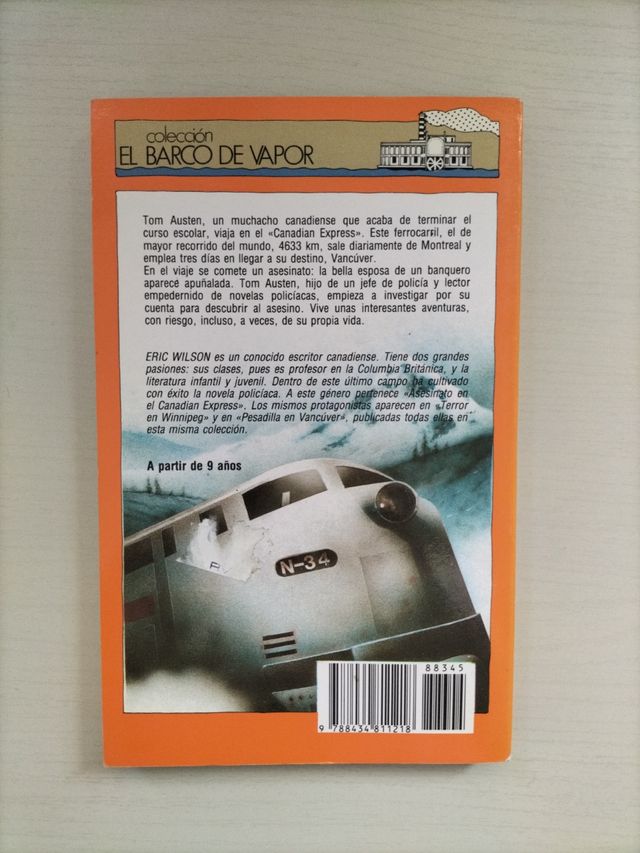 colección
EL BARCO DE VAPOR
Tom Austen, un muchacho canadiense que acaba de terminar el
curso escolar, viaja en el «Canadian Express». Este ferrocarril, el de
mayor recorrido del mundo, 4633 km, sale diariamente de Montreal y
emplea tres días en llegar a su destino, Vancúver.
En el viaje se comete un asesinato: la bella esposa de un banquero
aparece apuñalada. Tom Austen, hijo de un jefe de policía y lector
empedernido de novelas policíacas, empieza a investigar por su
cuenta para descubrir al asesino. Vive unas interesantes aventuras,
con riesgo, incluso, a veces, de su propia vida.
ERIC WILSON es un conocido escritor canadiense. Tiene dos grandes
pasiones: sus clases, pues es profesor en la Columbia Británica, y la
literatura infantil y juvenil. Dentro de este último campo ha cultivado
con éxito la novela policíaca. A este género pertenece «Asesinato en
el Canadian Express». Los mismos protagonistas aparecen en «Terror
en Winnipeg» y en «Pesadilla en Vancúver», publicadas todas ellas en
esta misma colección.
A partir de 9 años
N-34
88345
9 788434 811218